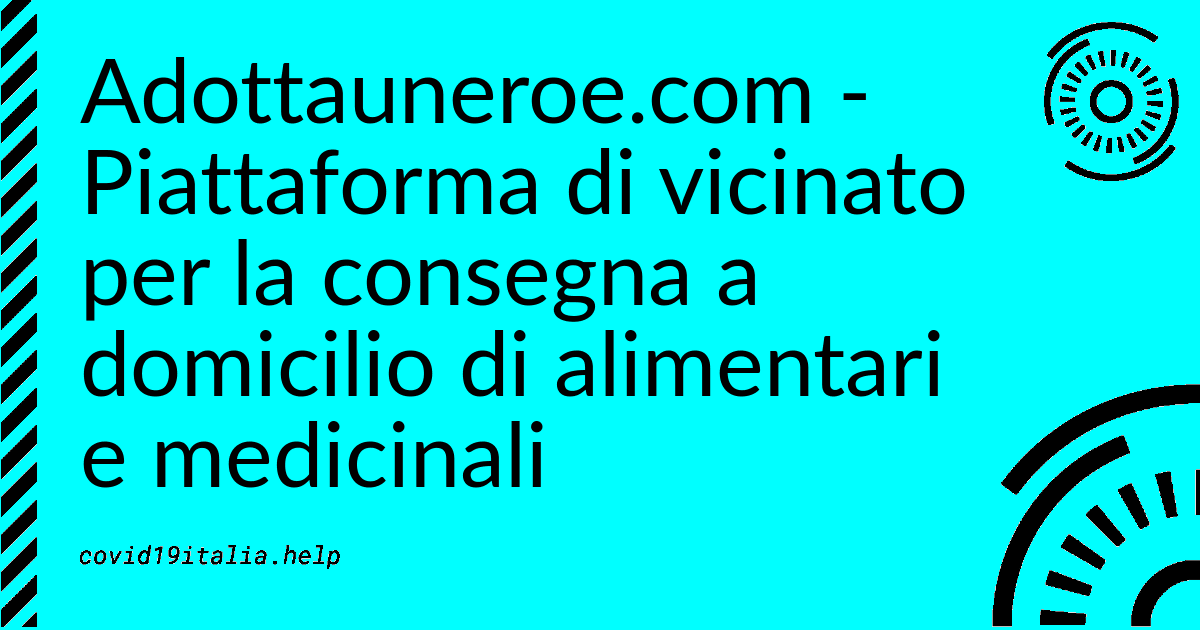 Adottauneroe.com -
Piattaforma di vicinato
per la consegna a
domicilio di alimentari
e medicinali
covid19italia.help